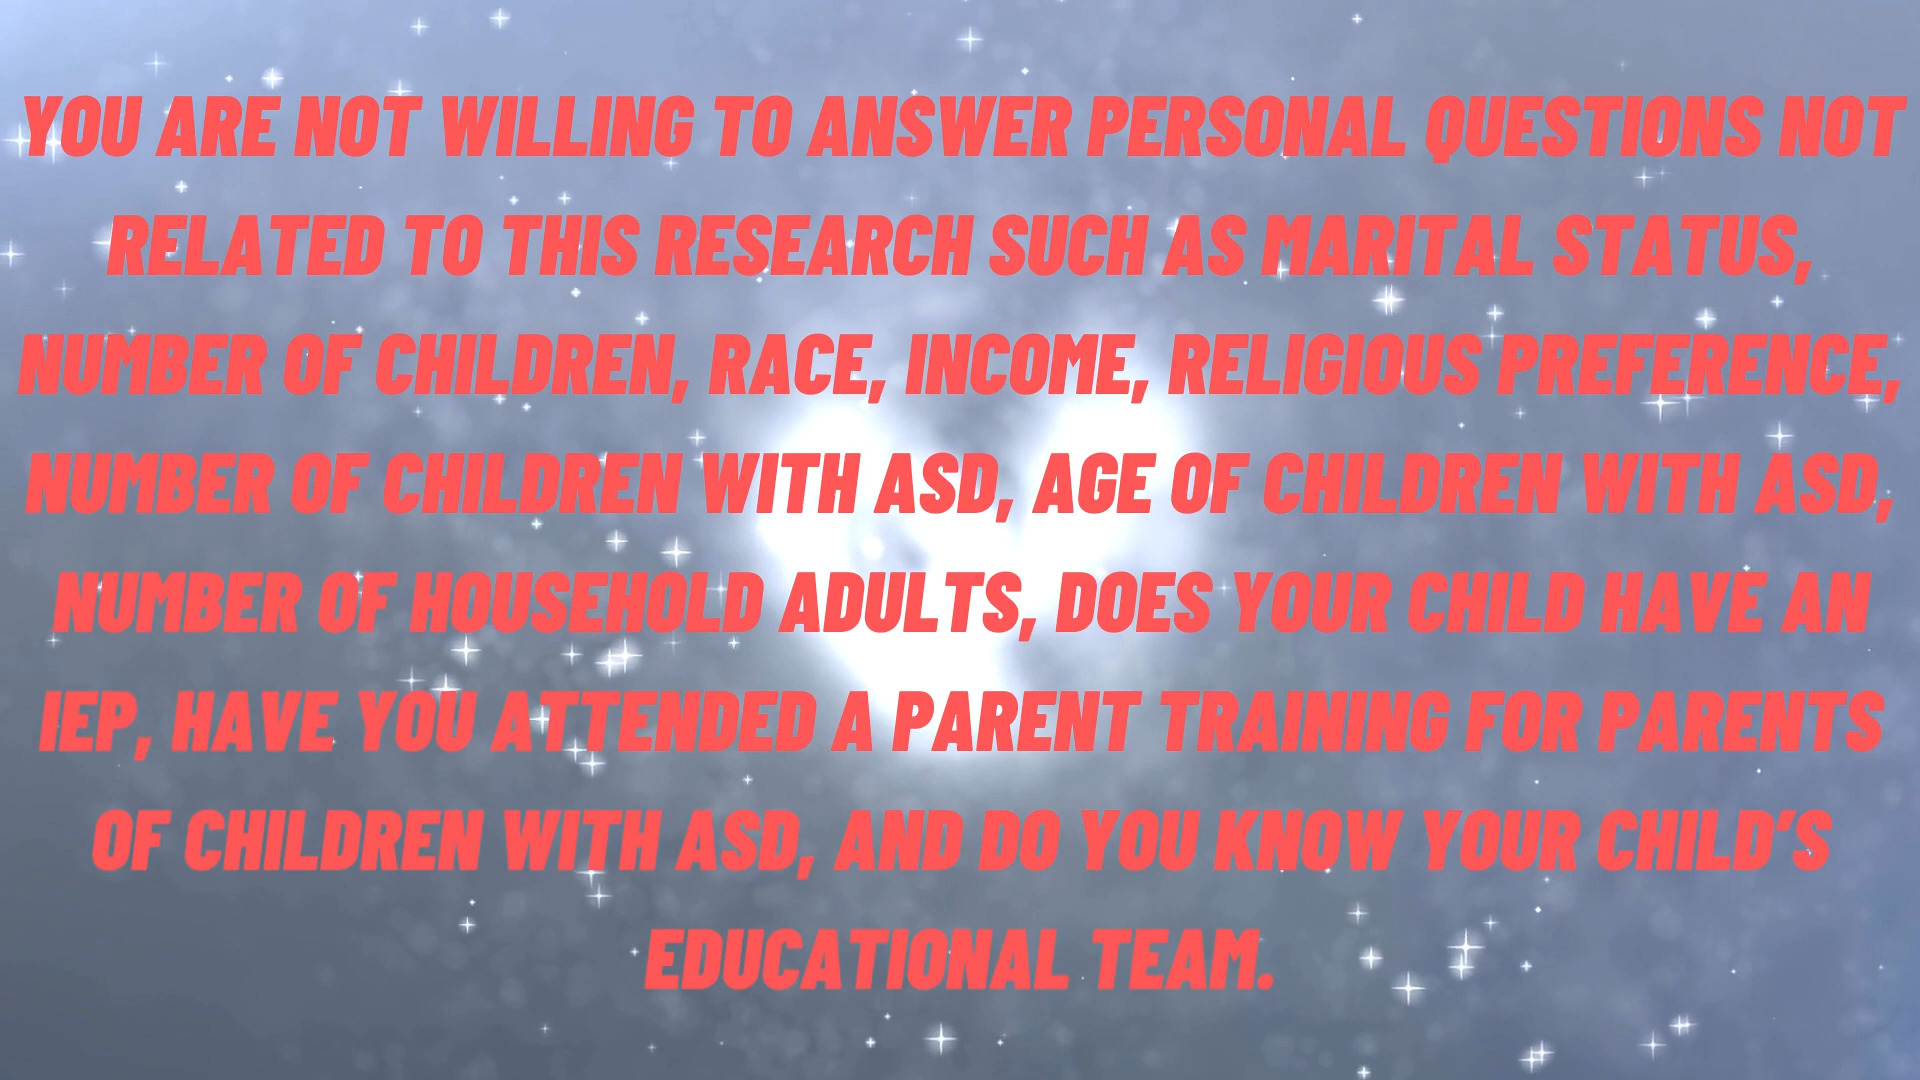 YOU ARE NOT WILLING TO ANSWER PERSONAL QUESTIONS NOT
RELATED TO THIS RESEARCH SUCH AS MARITAL STATUS,
NUMBER OF CHILDREN, RACE, INCOME, RELIGIOUS PREFERENCE,
NUMBER OF CHILDREN WITH ASD, AGE OF CHILDREN WITH ASD,
NUMBER OF HOUSEHOLD ADULTS, DOES YOUR CHILD HAVE AN
IEP, HAVE YOU ATTENDED A PARENT TRAINING FOR PARENTS
OF CHILDREN WITH ASD, AND DO YOU KNOW YOUR CHILD’S
EDUCATIONAL TEAM.